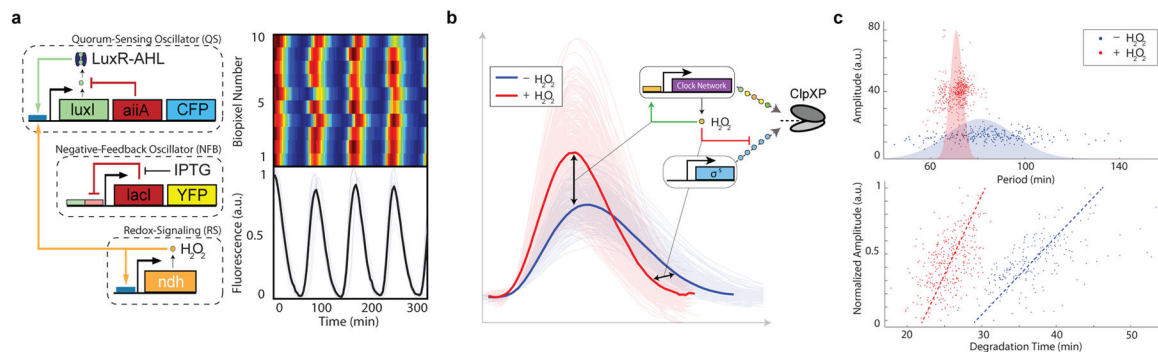 a
Quorum-Sensing Oscillator (QS)
LuxR-AHL
luxI
aiiA
CFP
Negative-Feedback Oscillator (NFB)
IPTG
lacI
YFP
Redox-Signaling (RS)
H₂O₂
ndh
Biopixel Number
10
5
1
Fluorescence (a.u.)
1
0.5
0
0
100
200
300
Time (min)
b
− H₂O₂
+ H₂O₂
Clock Network
ClpXP
H₂O₂
σˢ
c
Amplitude (a.u.)
80
40
0
− H₂O₂
+ H₂O₂
60
100
140
Period (min)
Normalized Amplitude (a.u.)
1
0.5
0
20
30
40
50
Degradation Time (min)